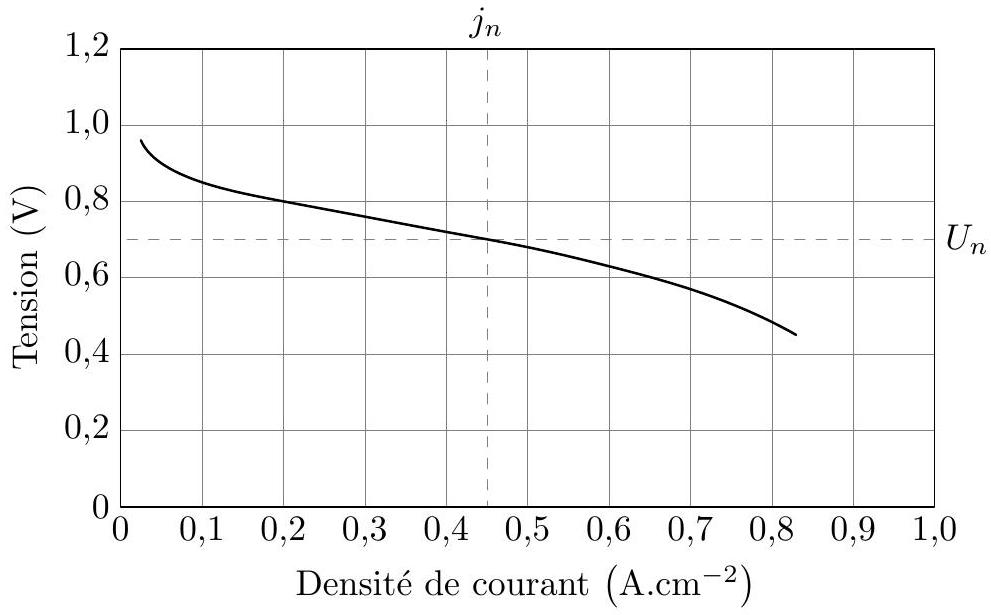 j_n
1,2
1,0
0,8
0,6
0,4
0,2
0
Tension (V)
U_n
0 0,1 0,2 0,3 0,4 0,5 0,6 0,7 0,8 0,9 1,0
Densité de courant (A.cm⁻²)